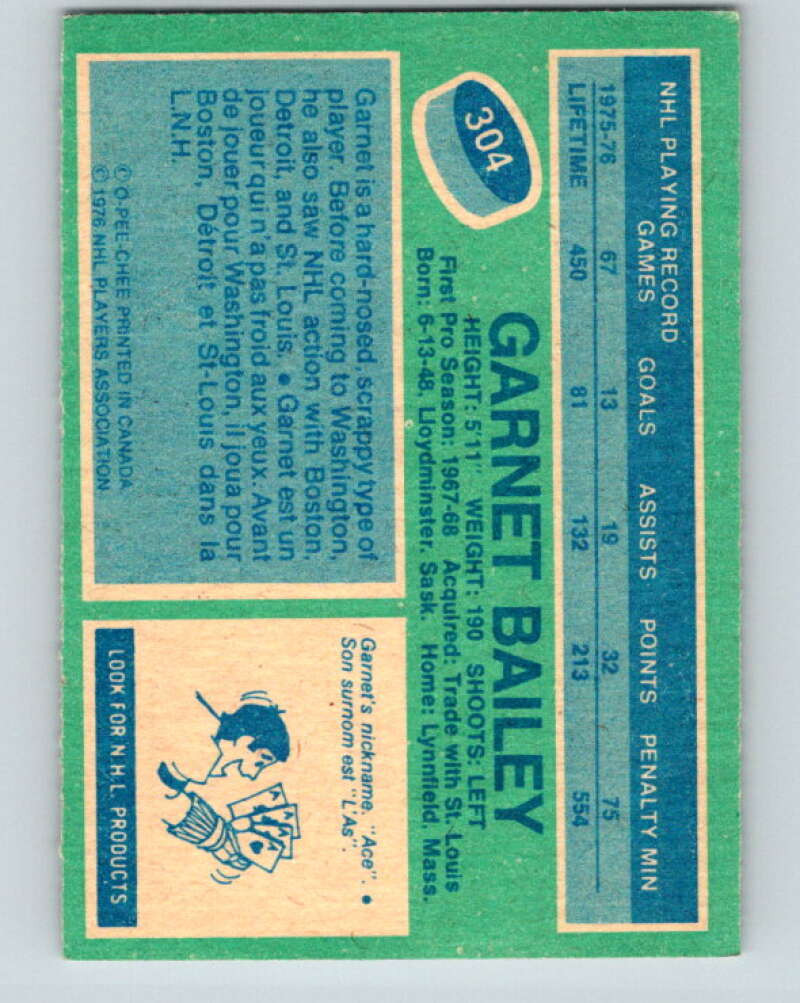 NHL PLAYING RECORD
GAMES GOALS ASSISTS POINTS PENALTY MIN
1975-76 67 13 19 32 75
LIFETIME 450 81 132 213 554
304
GARNET BAILEY
HEIGHT: 5'11" WEIGHT: 190 SHOOTS: LEFT
First Pro Season: 1967-68 Acquired: Trade with St. Louis
Born: 6-13-48, Lloydminster, Sask. Home: Lynnfield, Mass.
Garnet is a hard-nosed, scrappy type of
player. Before coming to Washington,
he also saw NHL action with Boston,
Detroit, and St. Louis. • Garnet est un
joueur qui n'a pas froid aux yeux. Avant
de jouer pour Washington, il joua pour
Boston, Détroit et St-Louis dans la
L.N.H.
© O-PEE-CHEE PRINTED IN CANADA
© 1976 NHL PLAYERS ASSOCIATION
Garnet's nickname, "Ace". •
Son surnom est "L'As".
A A A A
LOOK FOR N.H.L. PRODUCTS